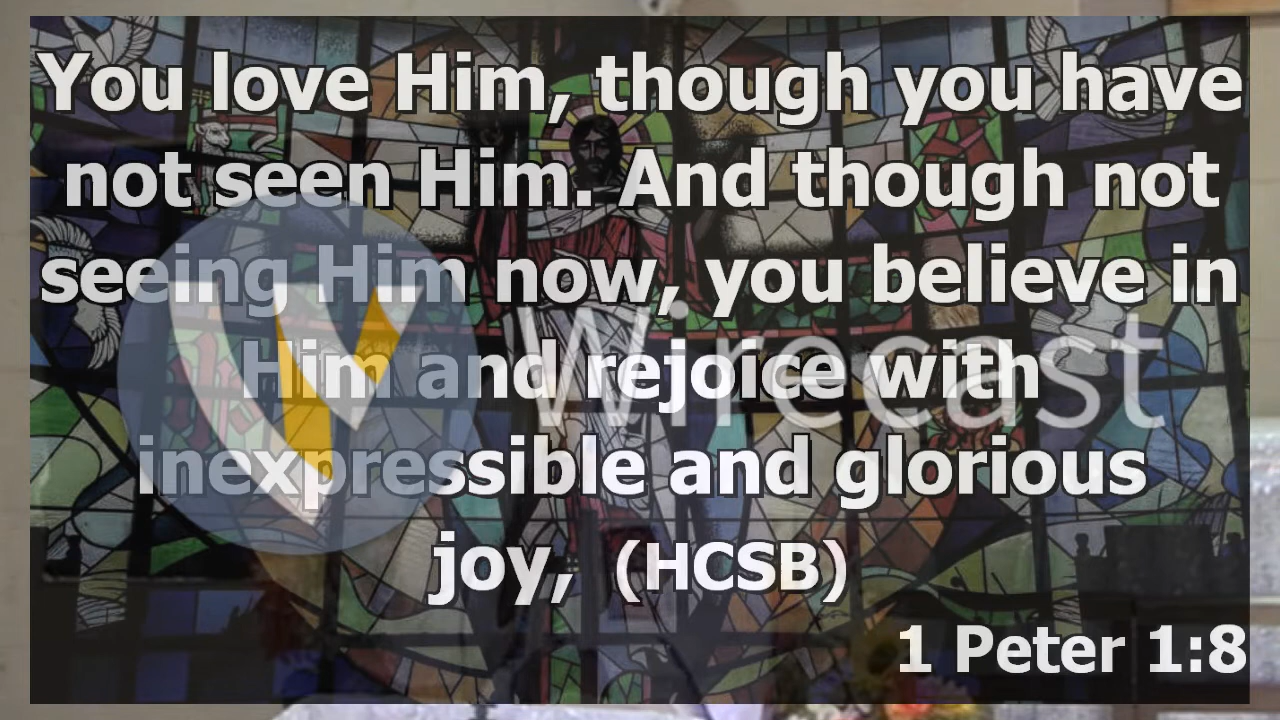 You love Him, though you have
not seen Him. And though not
seeing Him now, you believe in
Wirecast
Him and rejoice with
inexpressible and glorious
joy, (HCSB)
1 Peter 1:8